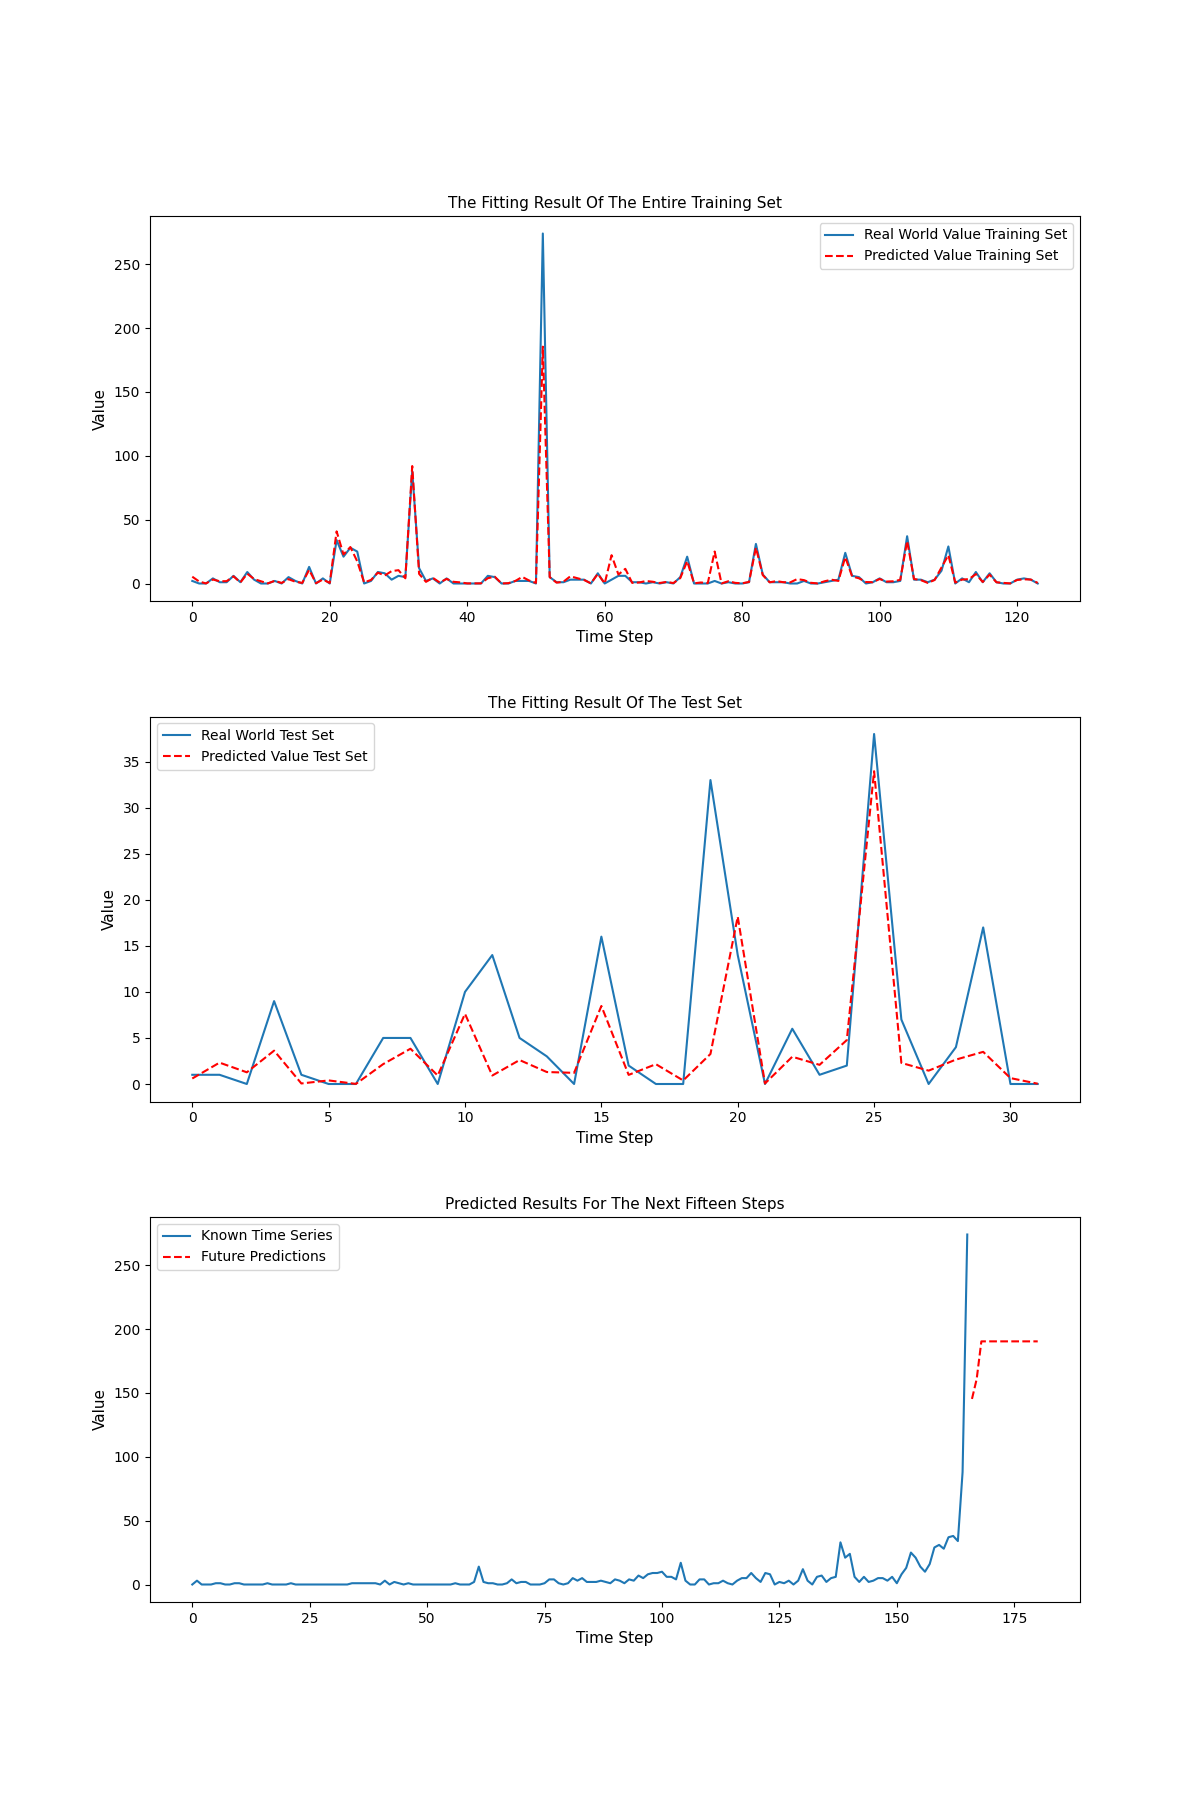 The Fitting Result Of The Entire Training Set
Real World Value Training Set
Predicted Value Training Set
Value
250
200
150
100
50
0
0 20 40 60 80 100 120
Time Step
The Fitting Result Of The Test Set
Real World Test Set
Predicted Value Test Set
Value
35
30
25
20
15
10
5
0
0 5 10 15 20 25 30
Time Step
Predicted Results For The Next Fifteen Steps
Known Time Series
Future Predictions
Value
250
200
150
100
50
0
0 25 50 75 100 125 150 175
Time Step